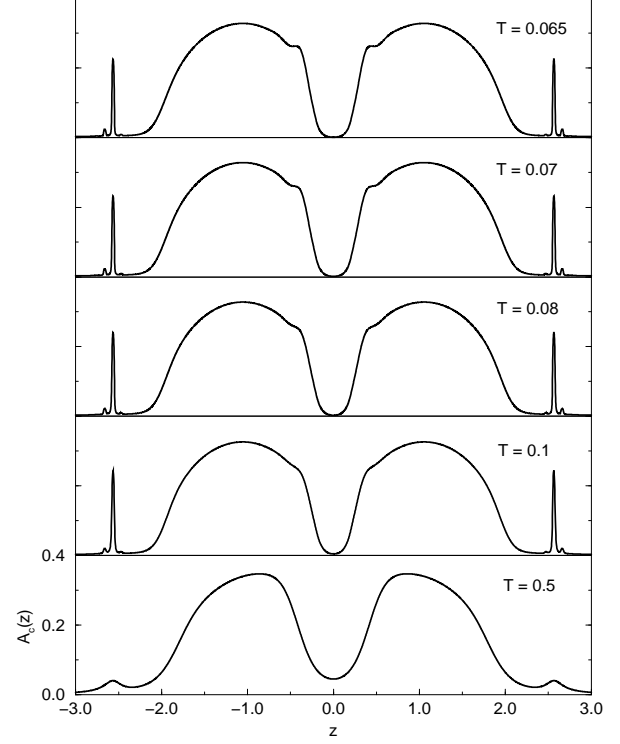 T = 0.065
T = 0.07
T = 0.08
T = 0.1
0.4
T = 0.5
0.2
A_c(z)
0.0
−3.0 −2.0 −1.0 0.0 1.0 2.0 3.0
z